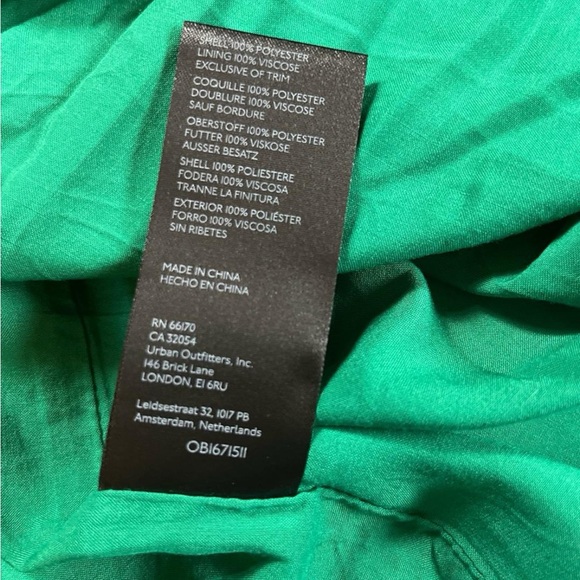 SHELL 100% POLYESTER
LINING 100% VISCOSE
EXCLUSIVE OF TRIM
COQUILLE 100% POLYESTER
DOUBLURE 100% VISCOSE
SAUF BORDURE
OBERSTOFF 100% POLYESTER
FUTTER 100% VISKOSE
AUSSER BESATZ
SHELL 100% POLIESTERE
FODERA 100% VISCOSA
TRANNE LA FINITURA
EXTERIOR 100% POLIÉSTER
FORRO 100% VISCOSA
SIN RIBETES
MADE IN CHINA
HECHO EN CHINA
RN 66170
CA 32054
Urban Outfitters, Inc.
146 Brick Lane
LONDON, E1 6RU
Leidsestraat 32, 1017 PB
Amsterdam, Netherlands
OB1671511